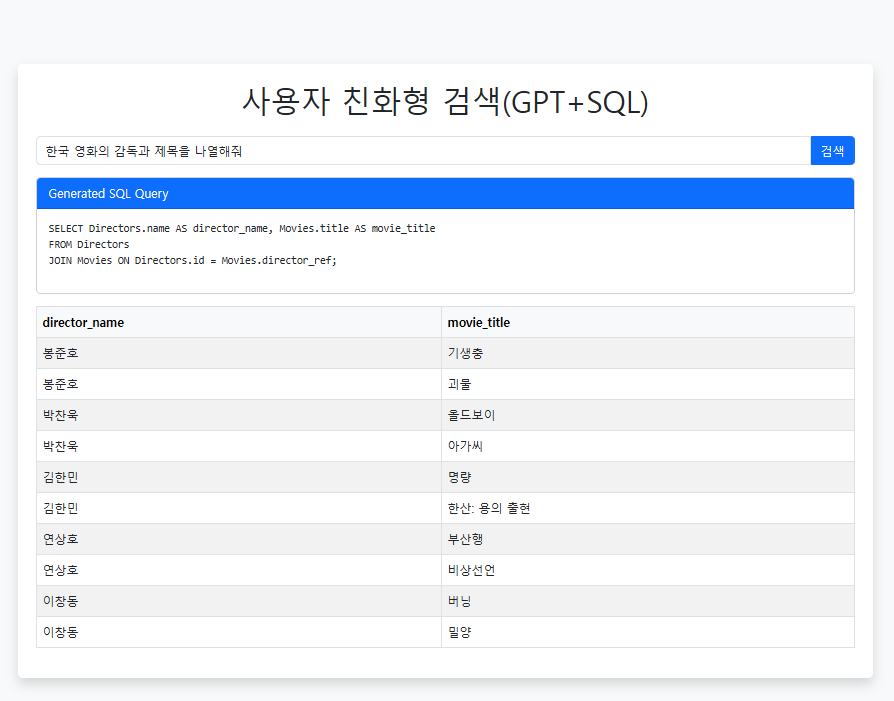 사용자 친화형 검색(GPT+SQL)
한국 영화의 감독과 제목을 나열해줘 검색
Generated SQL Query
SELECT Directors.name AS director_name, Movies.title AS movie_title
FROM Directors
JOIN Movies ON Directors.id = Movies.director_ref;
director_name movie_title
봉준호 기생충
봉준호 괴물
박찬욱 올드보이
박찬욱 아가씨
김한민 명량
김한민 한산: 용의 출현
연상호 부산행
연상호 비상선언
이창동 버닝
이창동 밀양